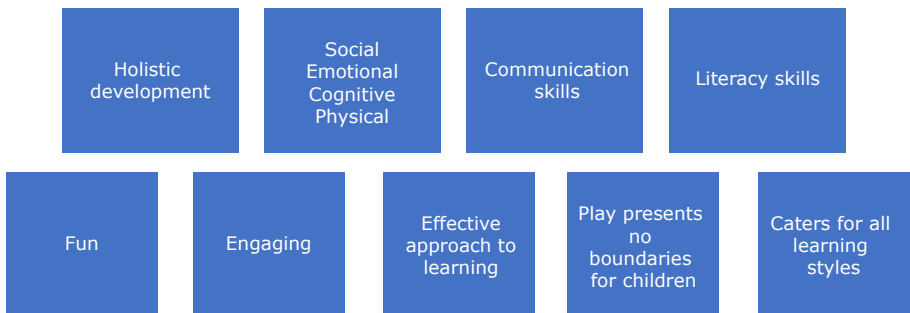 Holistic
development
Social
Emotional
Cognitive
Physical
Communication
skills
Literacy skills
Fun
Engaging
Effective
approach to
learning
Play presents
no
boundaries
for children
Caters for all
learning
styles